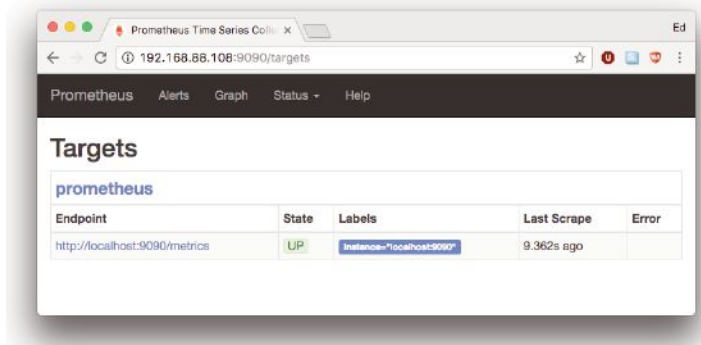 Prometheus Time Series Colle
Ed
192.168.88.108:9090/targets
Prometheus Alerts Graph Status Help
Targets
prometheus
Endpoint State Labels Last Scrape Error
http://localhost:9090/metrics UP instance="localhost:9090" 9.362s ago